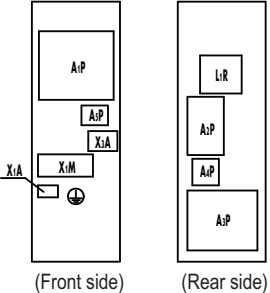 A1P
A5P
X3A
X1A
X1M
(Front side)
L1R
A2P
A4P
A3P
(Rear side)